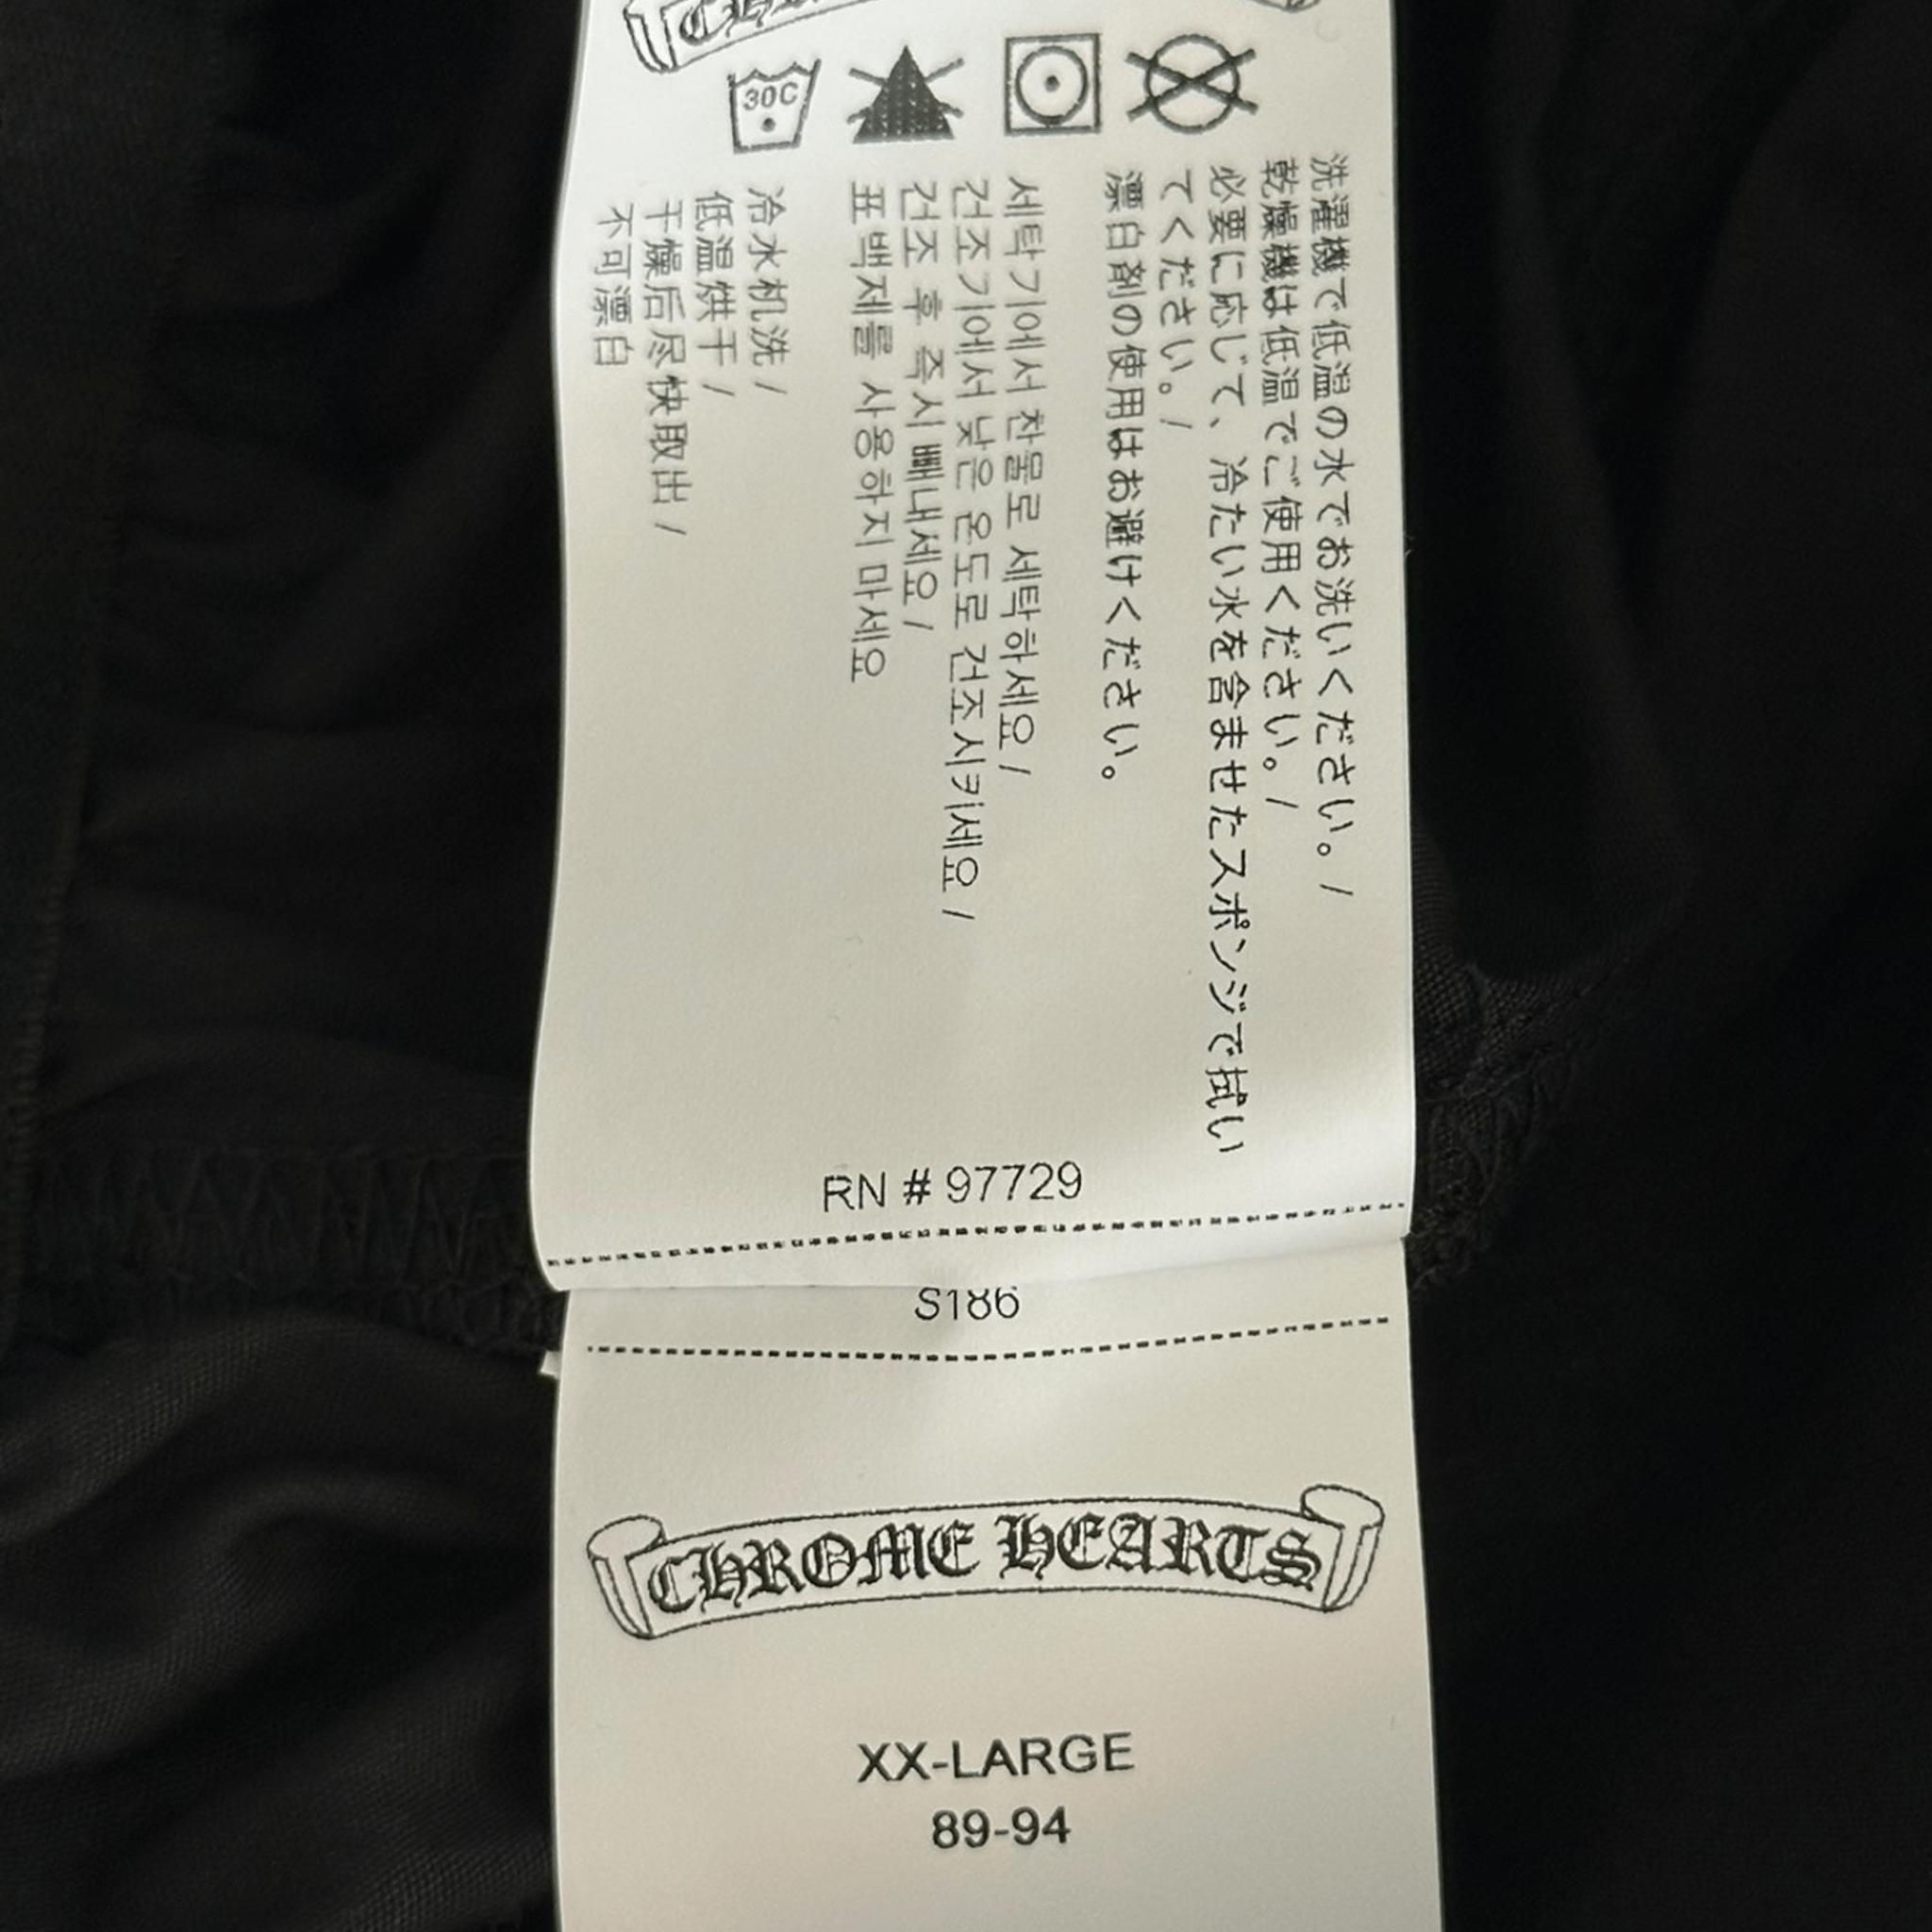 30C
洗濯機で低温の水でお洗いください。/
乾燥機は低温でご使用ください。/
必要に応じて、冷たい水を含ませたスポンジで拭い
てください。/
漂白剤の使用はお避けください。
세탁기에서 찬물로 세탁하세요 /
건조기에서 낮은 온도로 건조시키세요 /
건조 후 즉시 빼내세요 /
표백제를 사용하지 마세요
冷水机洗 /
低温烘干 /
干燥后尽快取出 /
不可漂白
RN # 97729
S186
CHROME HEARTS
XX-LARGE
89-94